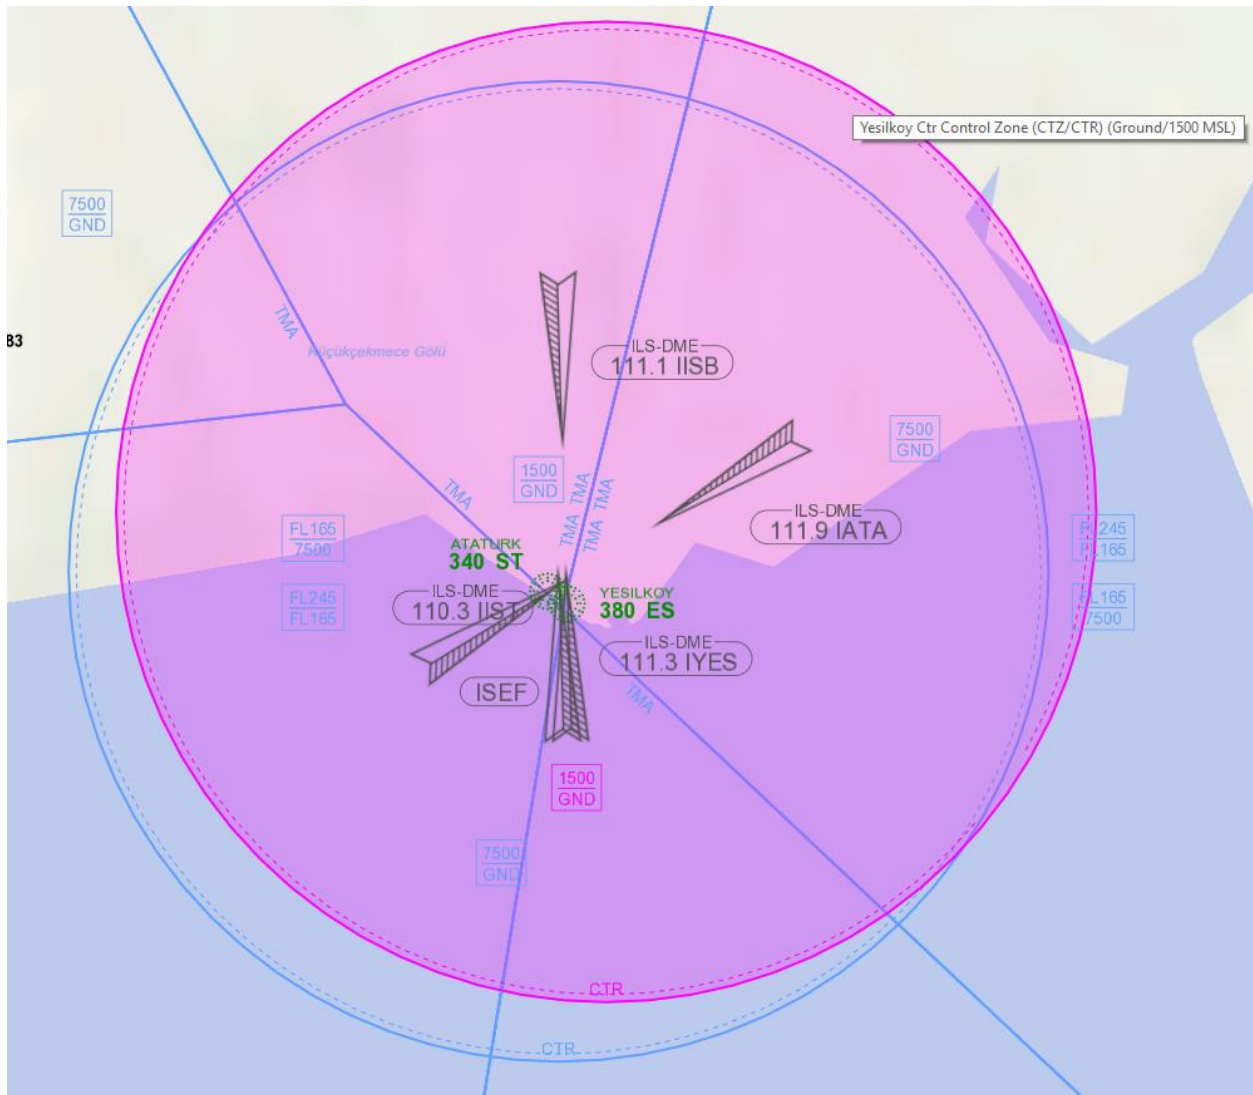 Yesilkoy Ctr Control Zone (CTZ/CTR) (Ground/1500 MSL)
7500
GND
TMA
83
Küçükçekmece Gölü
ILS-DME
111.1 IISB
7500
GND
1500
GND
TMA
TMA
TMA
TMA
TMA
ILS-DME
111.9 IATA
FL165
7500
FL245
FL165
ATATURK
340 ST
FL245
FL165
ILS-DME
110.3 IIST
YESILKOY
380 ES
FL165
7500
ILS-DME
111.3 IYES
ISEF
TMA
1500
GND
7500
GND
CTR
CTR